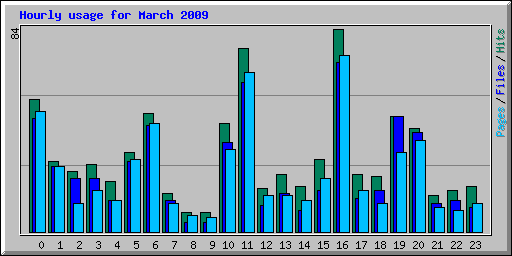 Hourly usage for March 2009
84
Pages / Files / Hits
0 1 2 3 4 5 6 7 8 9 10 11 12 13 14 15 16 17 18 19 20 21 22 23